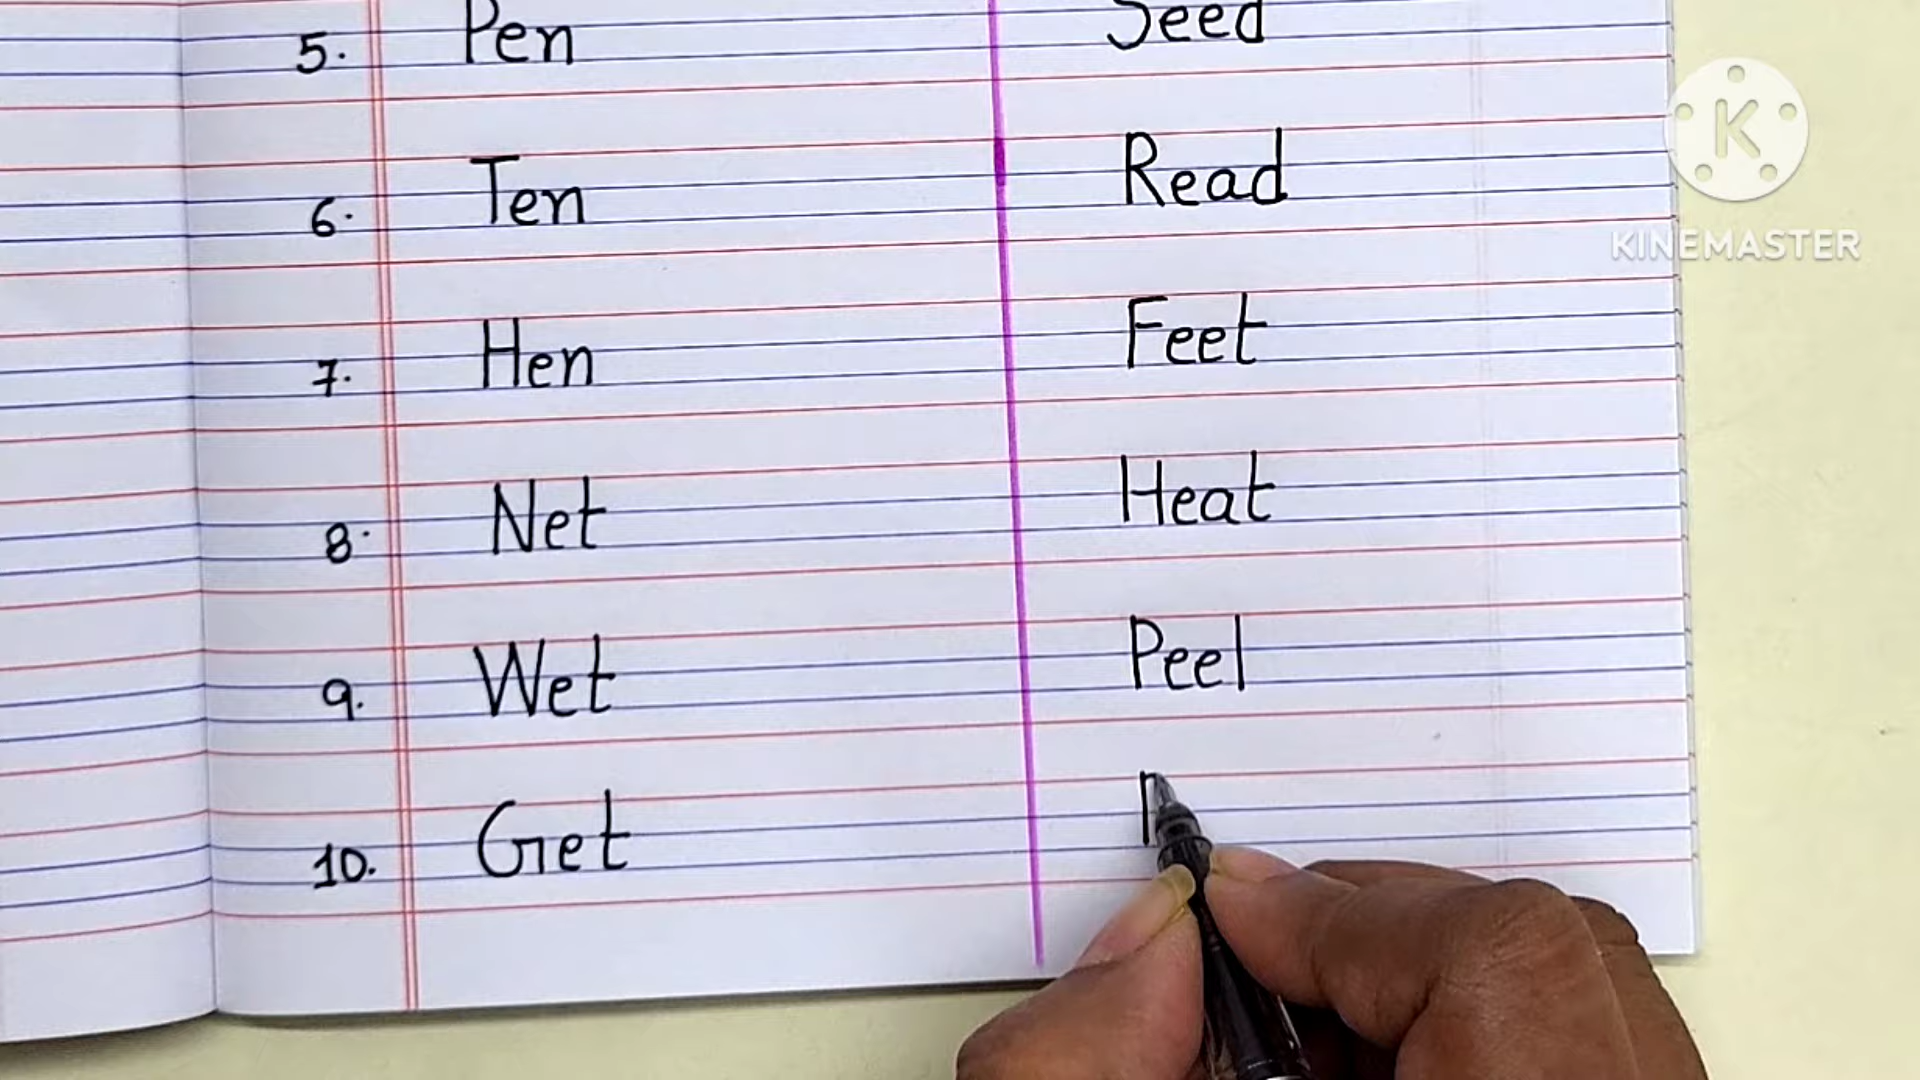 5. Pen Seed
6. Ten Read
7. Hen Feet
8. Net Heat
9. Wet Peel
10. Get
K
KINEMASTER